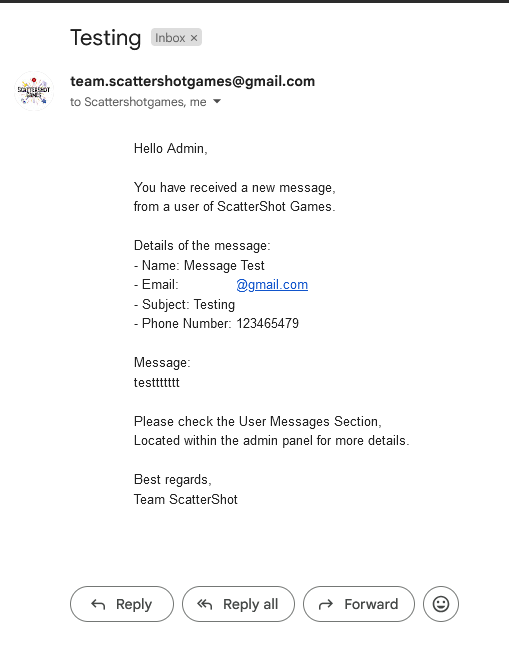 Testing Inbox ×
SCATTERSHOT
GAMES
team.scattershotgames@gmail.com
to Scattershotgames, me
Hello Admin,
You have received a new message,
from a user of ScatterShot Games.
Details of the message:
- Name: Message Test
- Email: @gmail.com
- Subject: Testing
- Phone Number: 123465479
Message:
testttttttt
Please check the User Messages Section,
Located within the admin panel for more details.
Best regards,
Team ScatterShot
Reply Reply all Forward